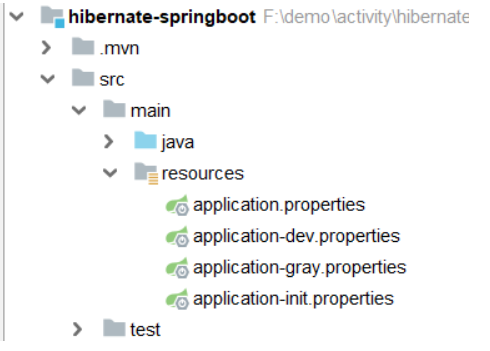 hibernate-springboot F:\demo\activity\hibernate
.mvn
src
main
java
resources
application.properties
application-dev.properties
application-gray.properties
application-init.properties
test